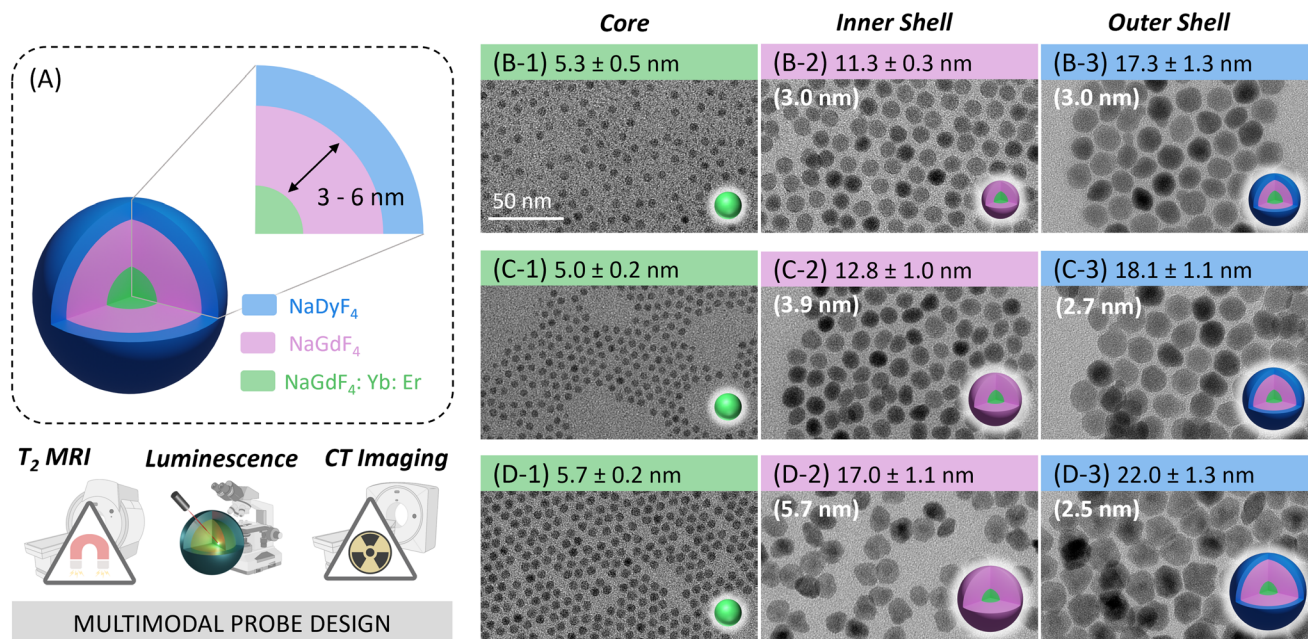 (A)
3 - 6 nm
NaDyF₄
NaGdF₄
NaGdF₄: Yb: Er
T₂ MRI
Luminescence
CT Imaging
MULTIMODAL PROBE DESIGN
Core
Inner Shell
Outer Shell
(B-1) 5.3 ± 0.5 nm
50 nm
(B-2) 11.3 ± 0.3 nm
(3.0 nm)
(B-3) 17.3 ± 1.3 nm
(3.0 nm)
(C-1) 5.0 ± 0.2 nm
(C-2) 12.8 ± 1.0 nm
(3.9 nm)
(C-3) 18.1 ± 1.1 nm
(2.7 nm)
(D-1) 5.7 ± 0.2 nm
(D-2) 17.0 ± 1.1 nm
(5.7 nm)
(D-3) 22.0 ± 1.3 nm
(2.5 nm)